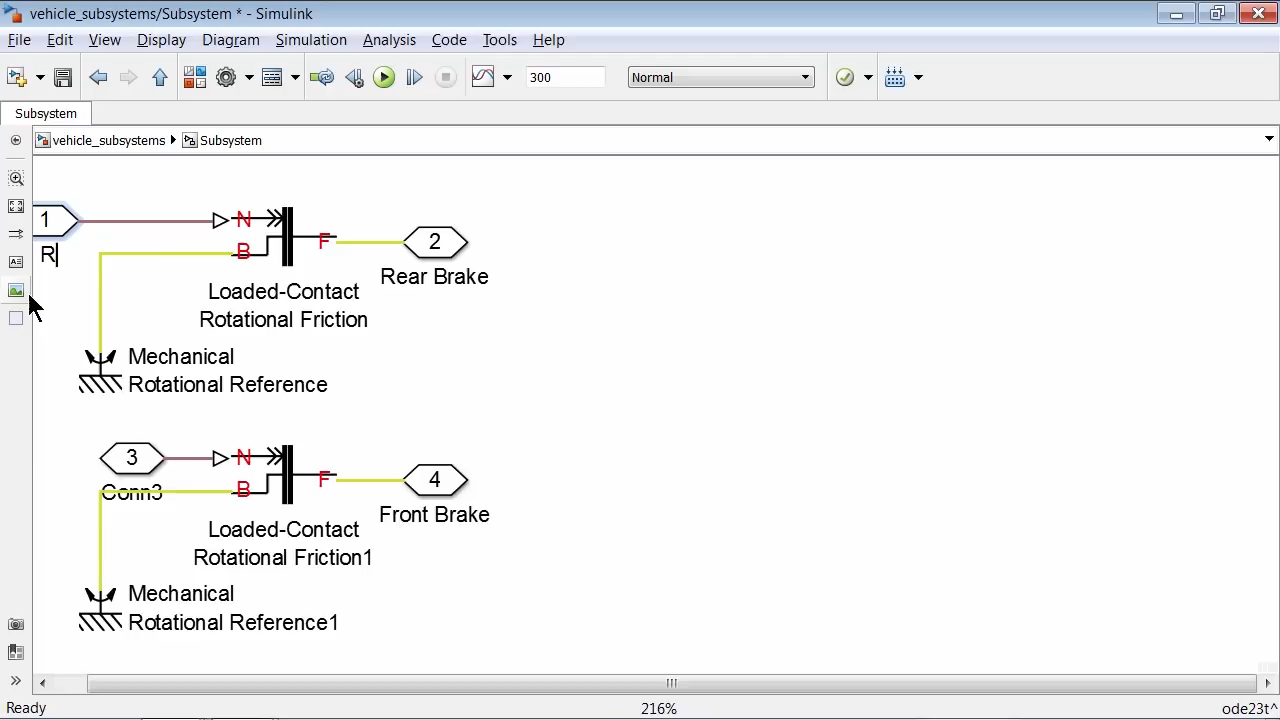 vehicle_subsystems/Subsystem * - Simulink
File Edit View Display Diagram Simulation Analysis Code Tools Help
300 Normal
Subsystem
vehicle_subsystems Subsystem
1 N
R B F 2
Rear Brake
Loaded-Contact
Rotational Friction
Mechanical
Rotational Reference
3 N
Conn3 B F 4
Front Brake
Loaded-Contact
Rotational Friction1
Mechanical
Rotational Reference1
Ready 216% ode23t^